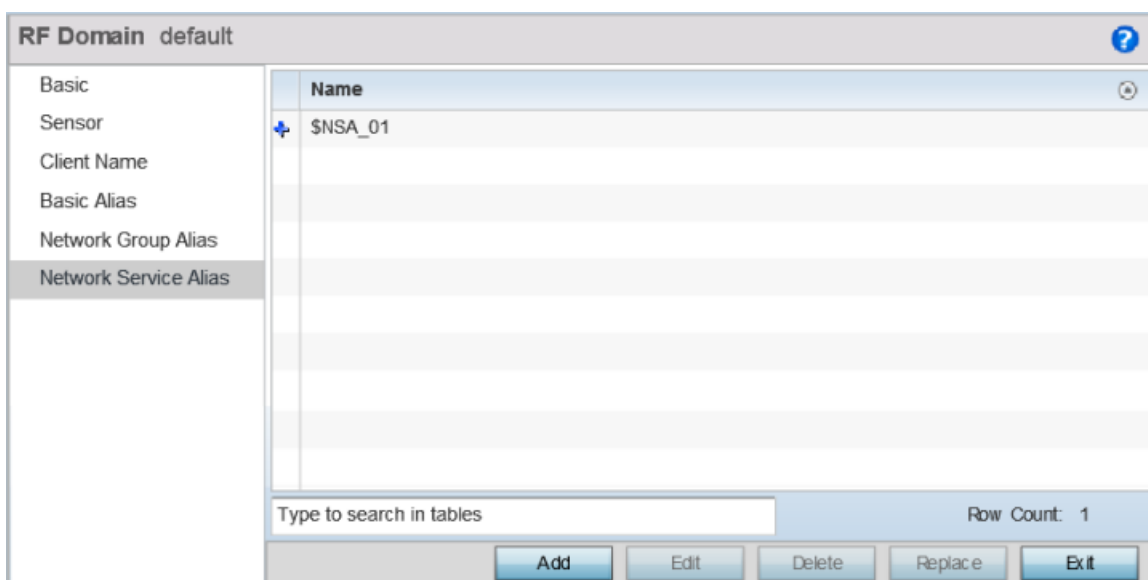 RF Domain default
Basic
Sensor
Client Name
Basic Alias
Network Group Alias
Network Service Alias
Name
$NSA_01
Type to search in tables
Row Count: 1
Add Edit Delete Replace Exit